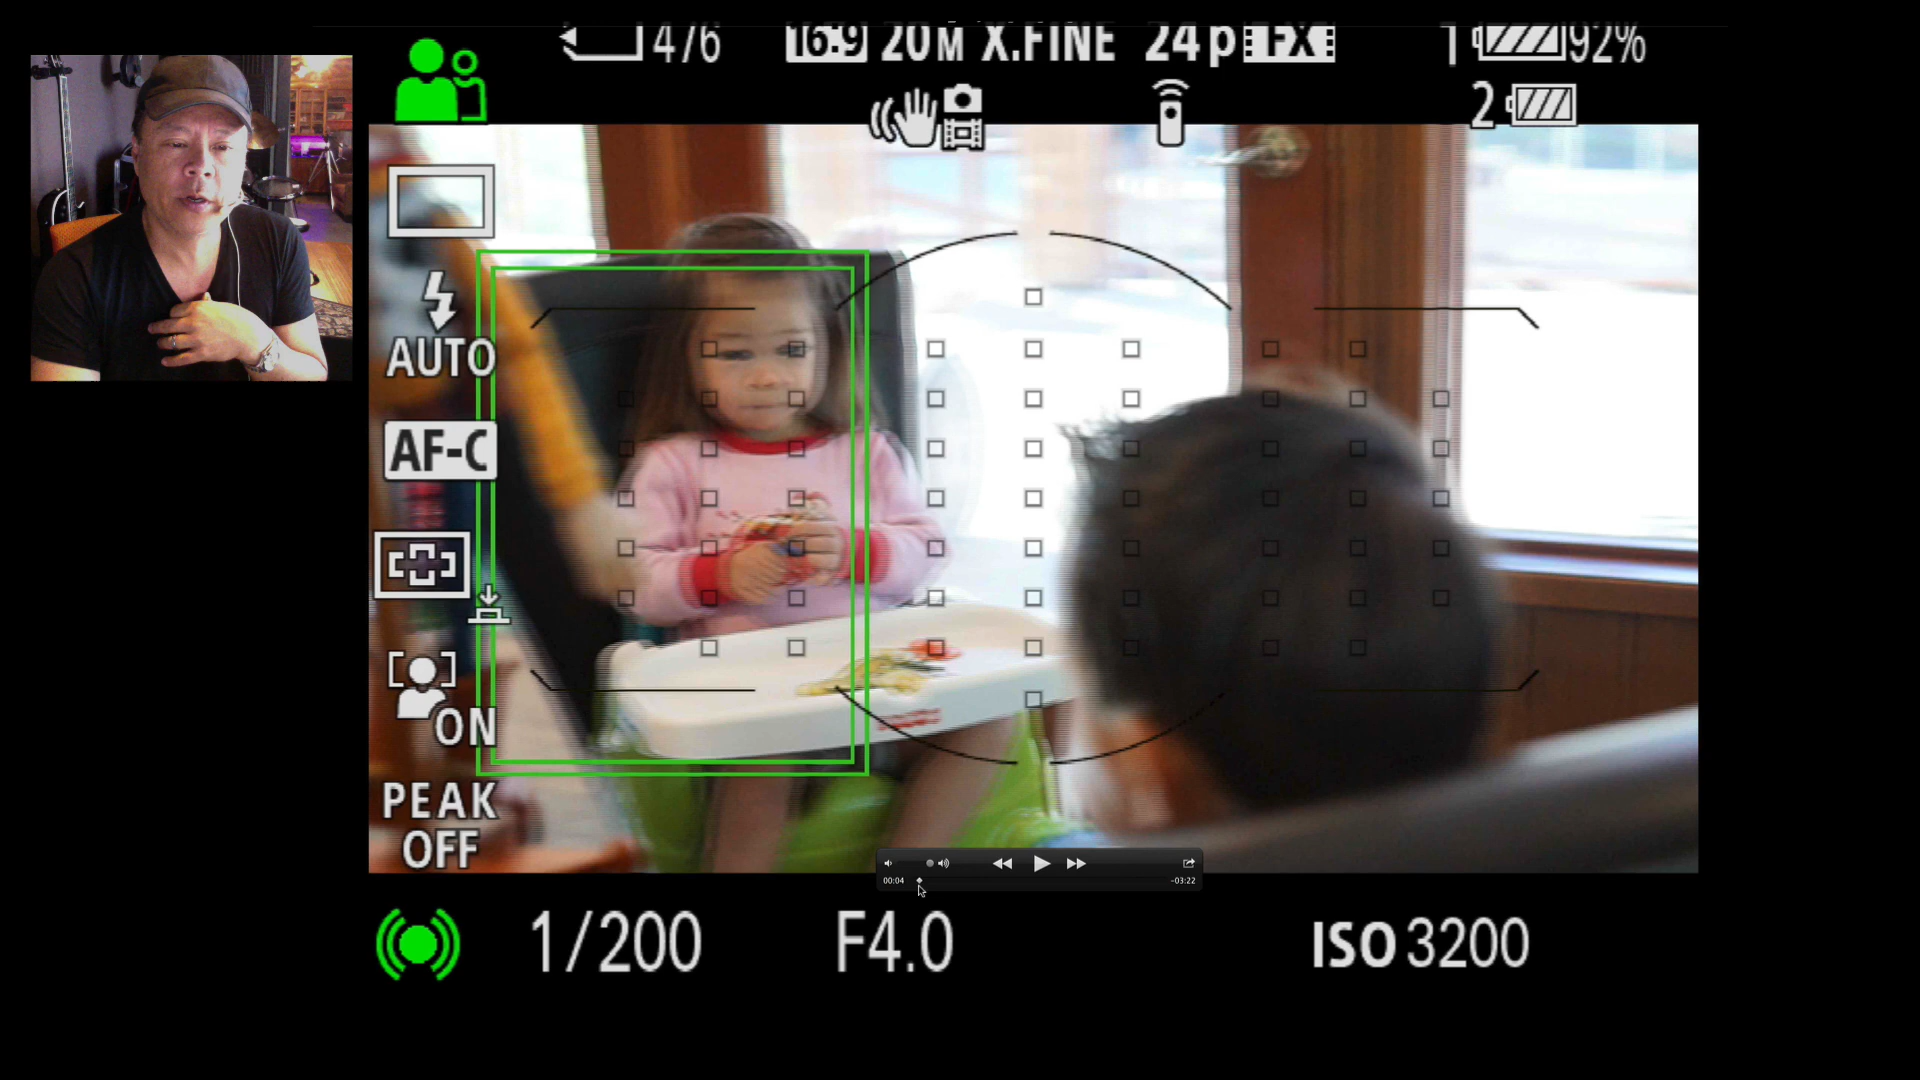 4/6 16:9 20M X.FINE 24p FX 1 92%
2
AUTO
AF-C
ON
PEAK
OFF
00:04 -03:22
1/200 F4.0 ISO 3200